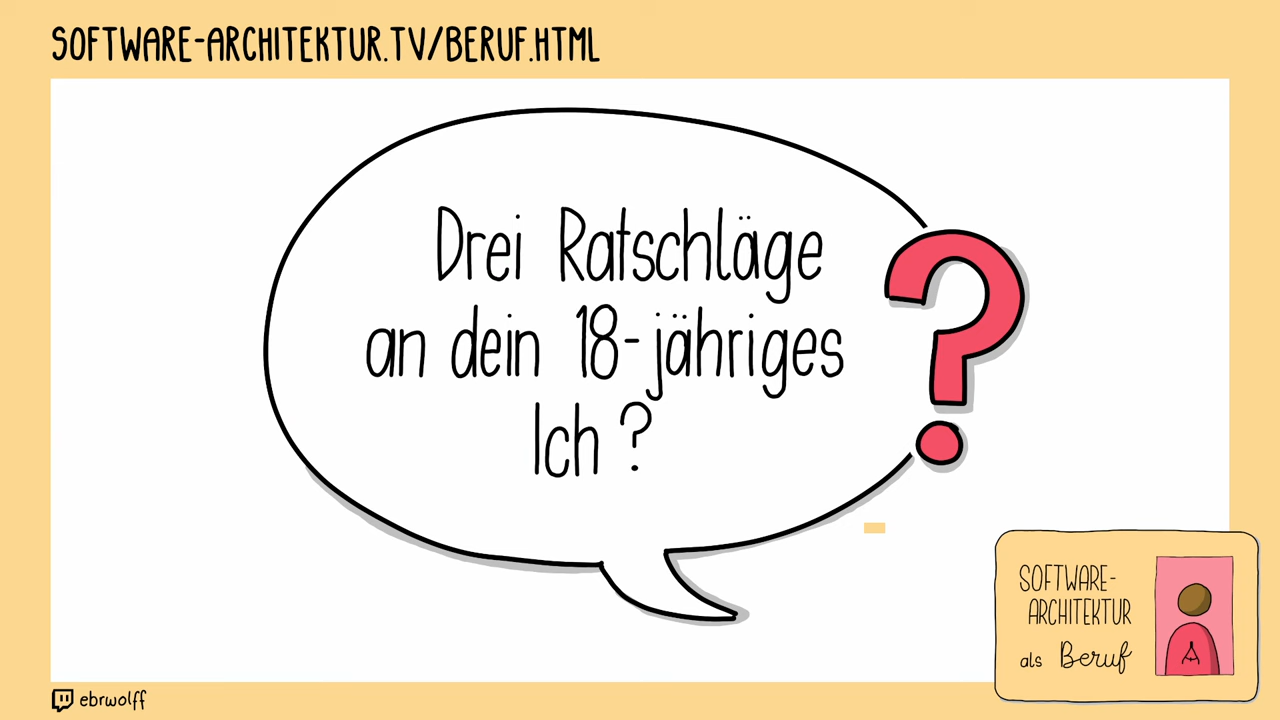 SOFTWARE-ARCHITEKTUR.TV/BERUF.HTML
Drei Ratschläge
an dein 18-jähriges
Ich ?
SOFTWARE-
ARCHITEKTUR
als Beruf
ebrwolff